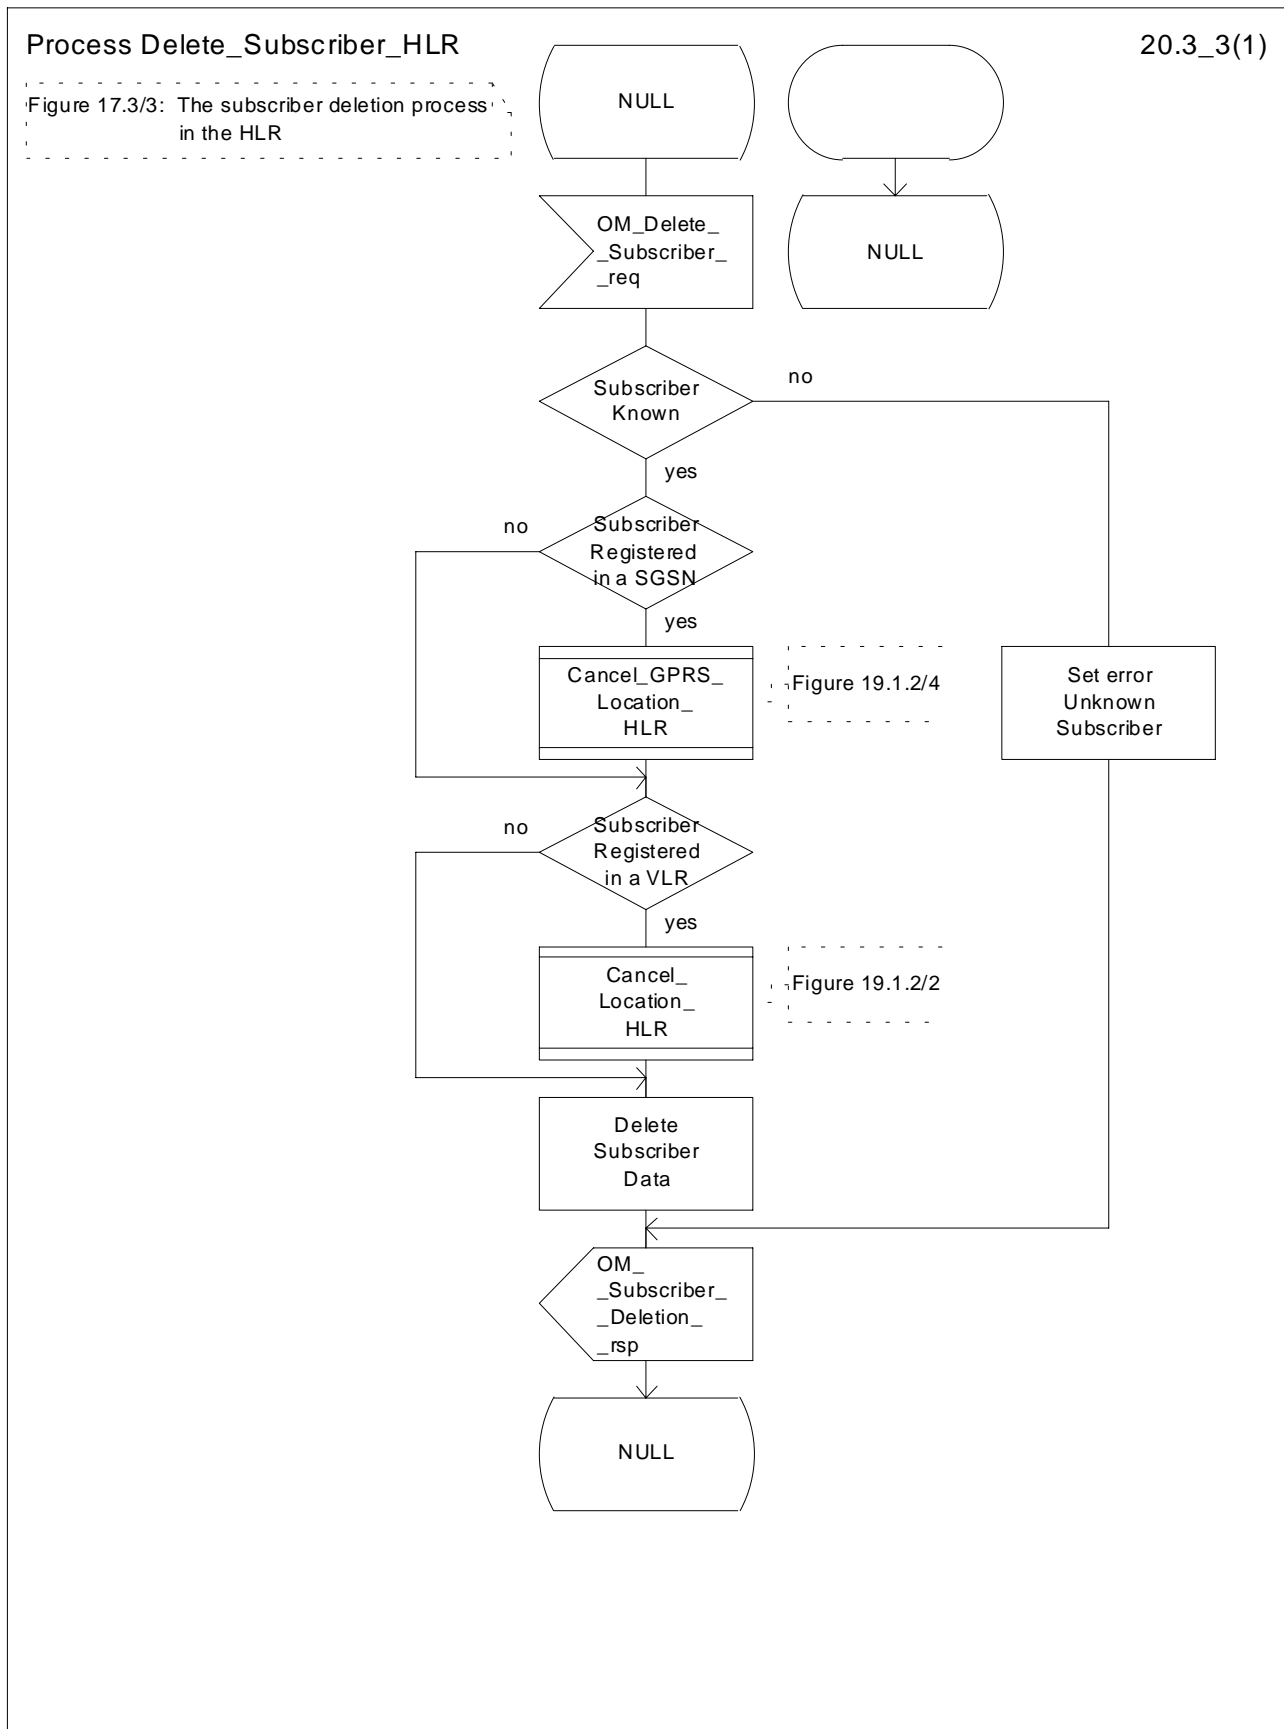 Process Delete_Subscriber_HLR
20.3_3(1)
Figure 17.3/3: The subscriber deletion process
in the HLR
NULL
OM_Delete_
_Subscriber_
_req
NULL
Subscriber
Known
no
yes
no
Subscriber
Registered
in a SGSN
yes
Cancel_GPRS_
Location_
HLR
Figure 19.1.2/4
Set error
Unknown
Subscriber
no
Subscriber
Registered
in a VLR
yes
Cancel_
Location_
HLR
Figure 19.1.2/2
Delete
Subscriber
Data
OM_
_Subscriber_
_Deletion_
_rsp
NULL